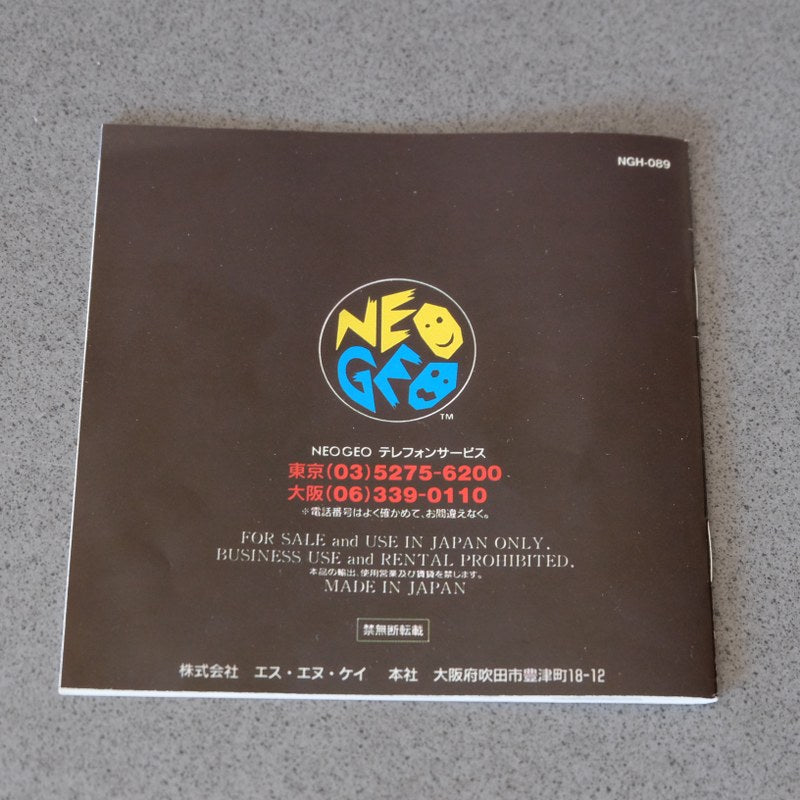 NGH-089
NEO
GEO
TM
NEOGEO テレフォンサービス
東京(03)5275-6200
大阪(06)339-0110
※電話番号はよく確かめて、お間違えなく。
FOR SALE and USE IN JAPAN ONLY.
BUSINESS USE and RENTAL PROHIBITED.
本品の輸出、使用営業及び賃貸を禁じます。
MADE IN JAPAN
禁無断転載
株式会社 エス・エヌ・ケイ 本社 大阪府吹田市豊津町18-12